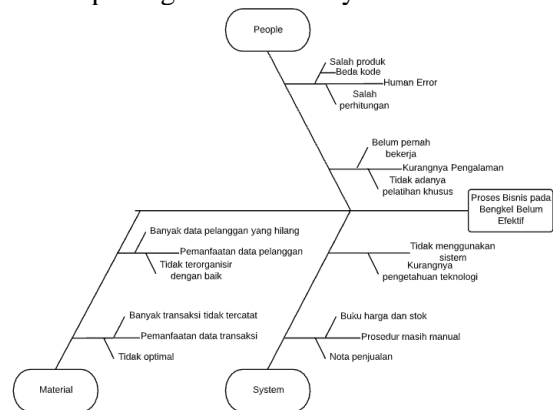 People
Salah produk
Beda kode
Human Error
Salah
perhitungan
Belum pernah
bekerja
Kurangnya Pengalaman
Tidak adanya
pelatihan khusus
Proses Bisnis pada
Bengkel Belum
Efektif
Banyak data pelanggan yang hilang
Pemanfaatan data pelanggan
Tidak terorganisir
dengan baik
Tidak menggunakan
sistem
Kurangnya
pengetahuan teknologi
Banyak transaksi tidak tercatat
Pemanfaatan data transaksi
Tidak optimal
Buku harga dan stok
Prosedur masih manual
Nota penjualan
Material
System